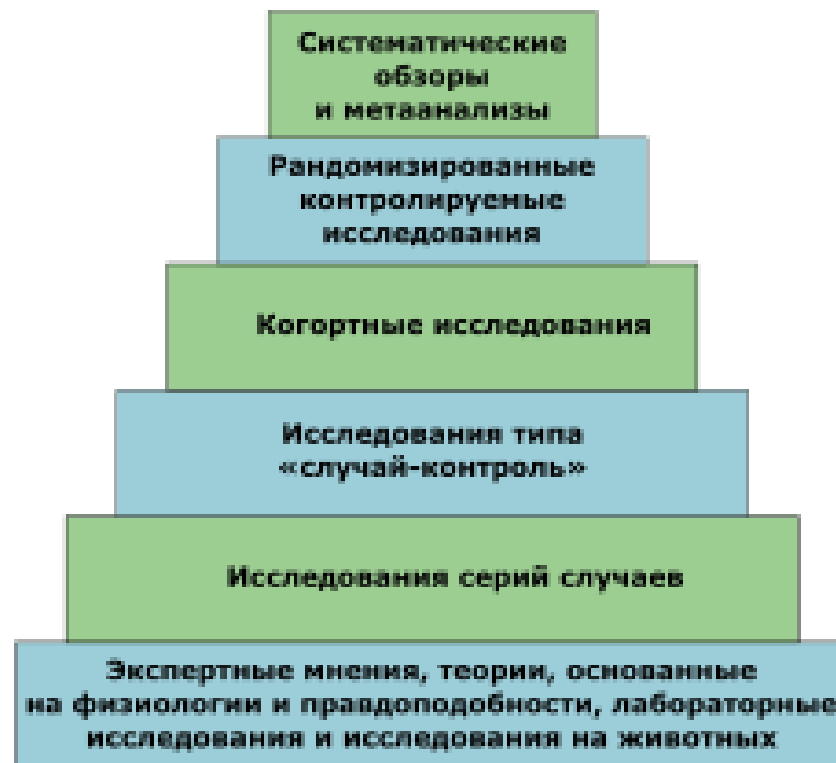 Систематические
обзоры
и метаанализы
Рандомизированные
контролируемые
исследования
Когортные исследования
Исследования типа
«случай-контроль»
Исследования серий случаев
Экспертные мнения, теории, основанные
на физиологии и правдоподобности, лабораторные
исследования и исследования на животных